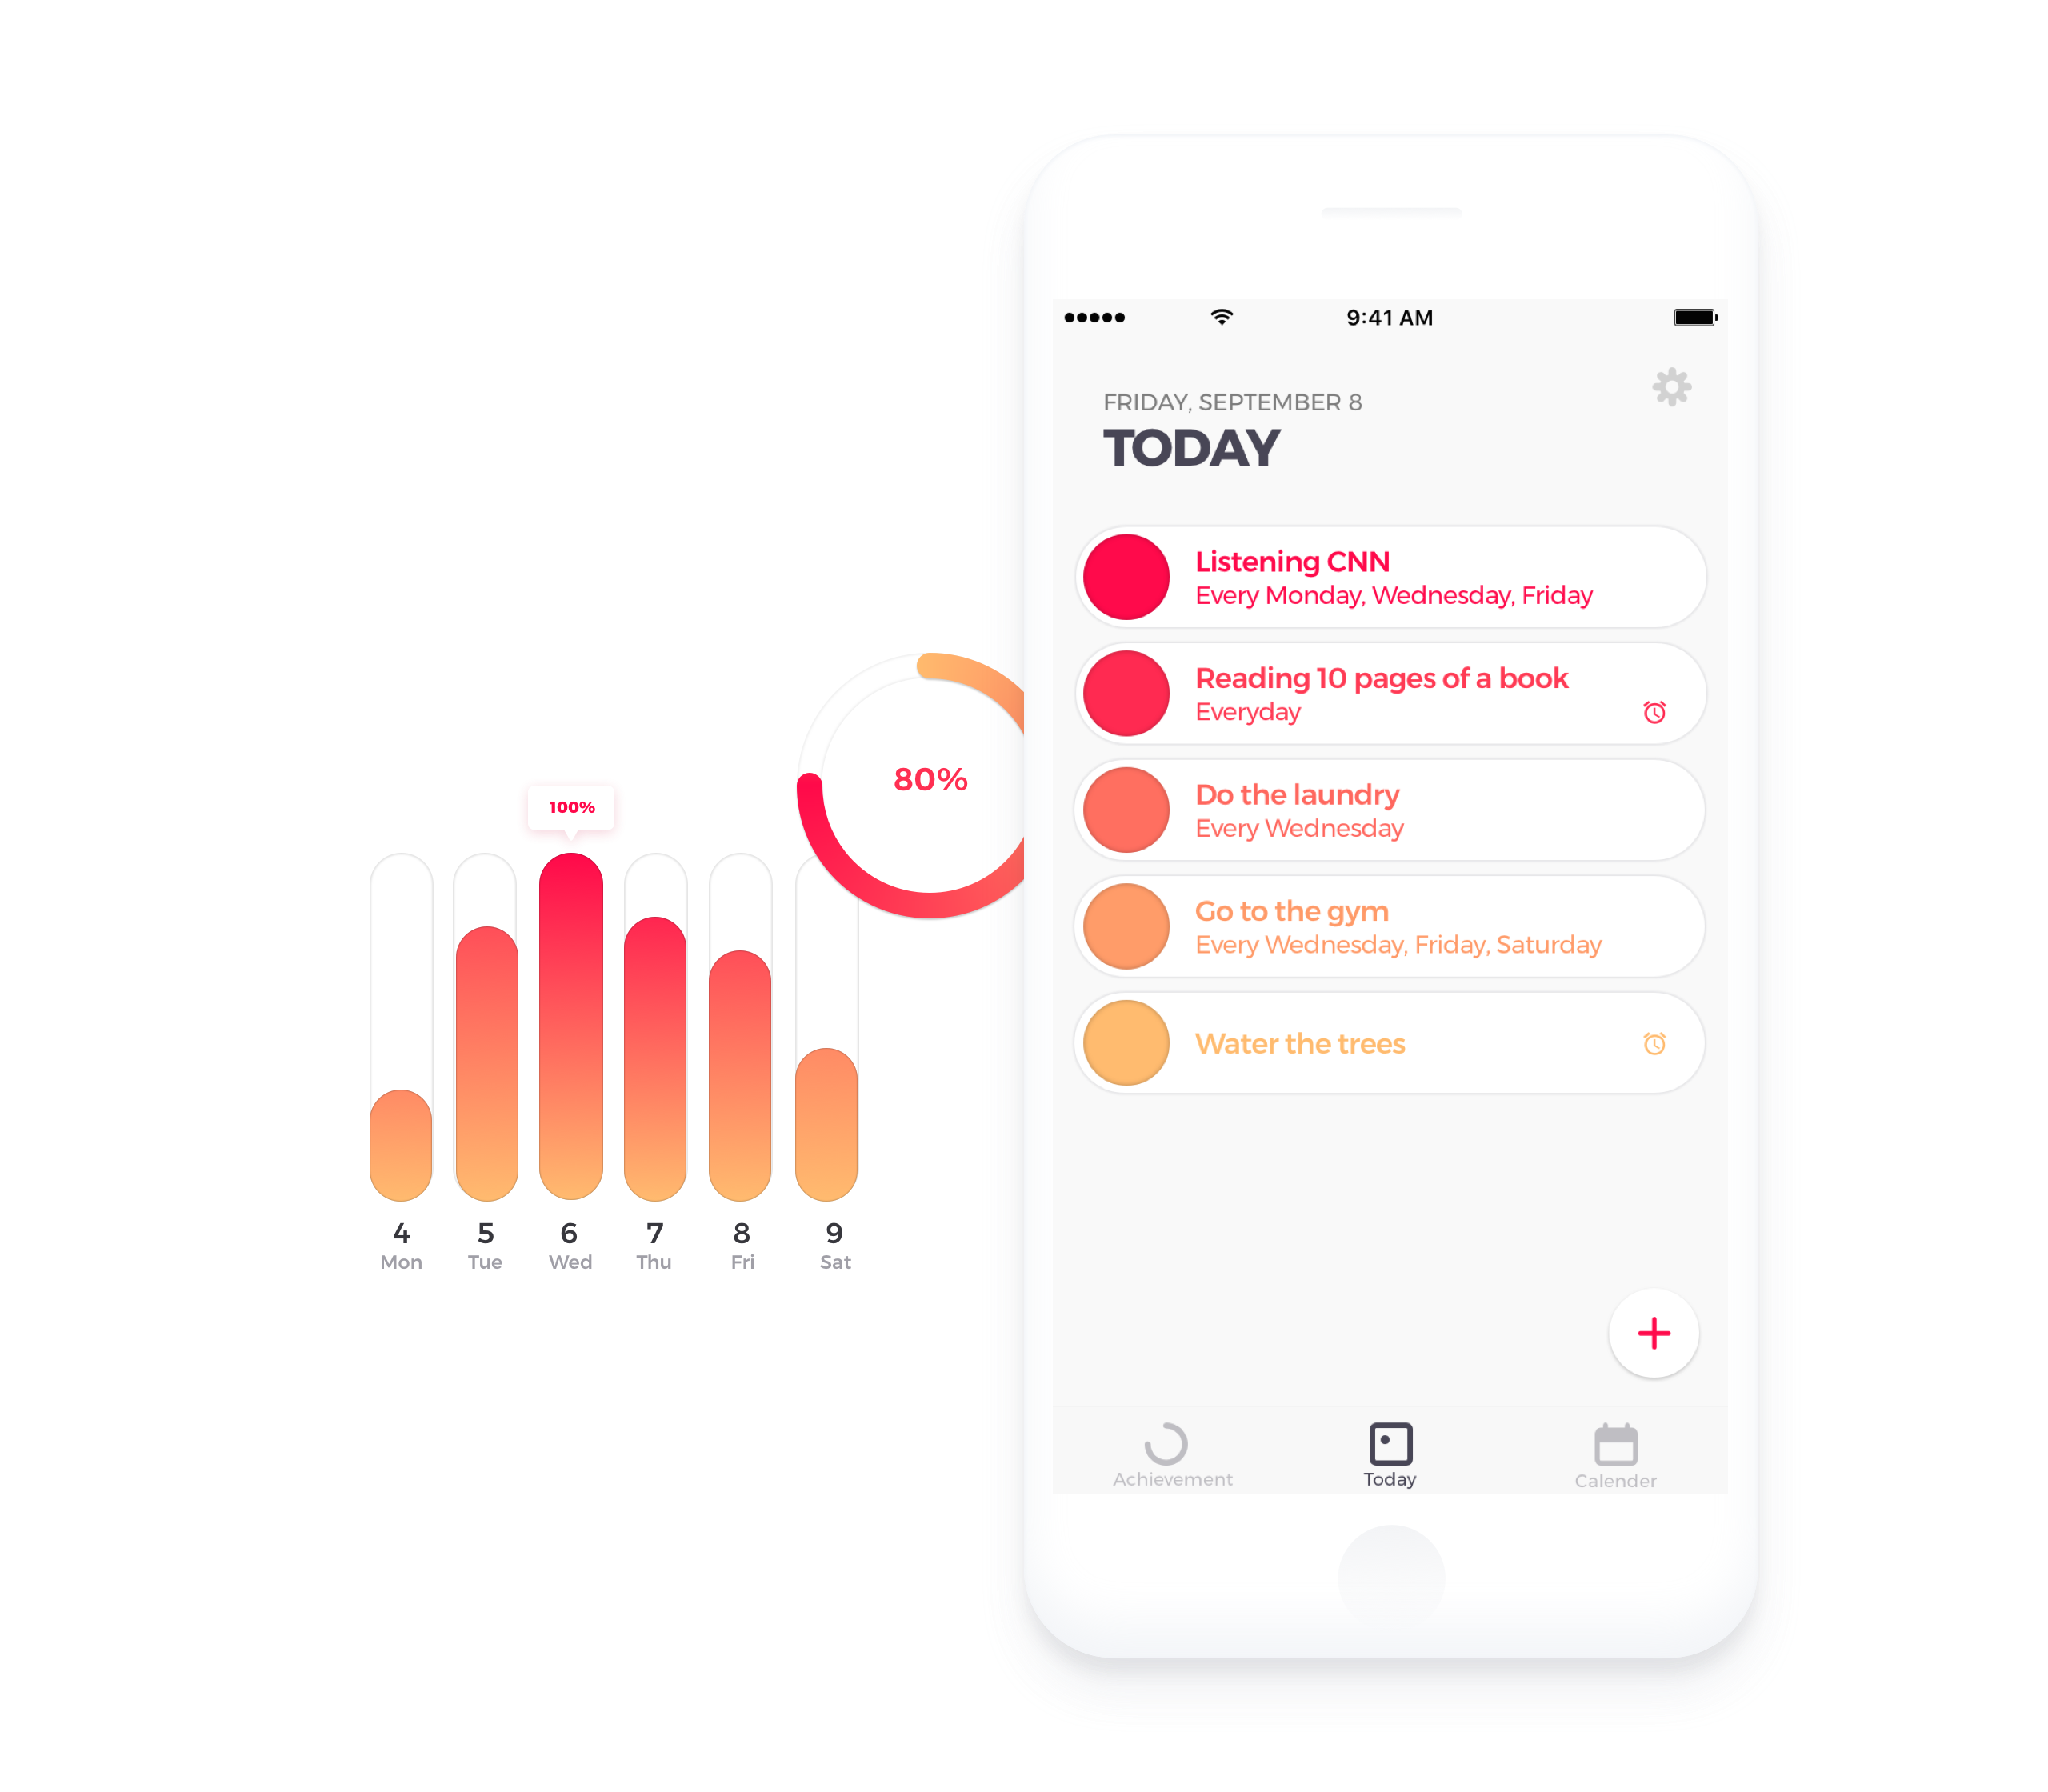 80%
100%
4
Mon
5
Tue
6
Wed
7
Thu
8
Fri
9
Sat
9:41 AM
FRIDAY, SEPTEMBER 8
TODAY
Listening CNN
Every Monday, Wednesday, Friday
Reading 10 pages of a book
Everyday
Do the laundry
Every Wednesday
Go to the gym
Every Wednesday, Friday, Saturday
Water the trees
Achievement
Today
Calender